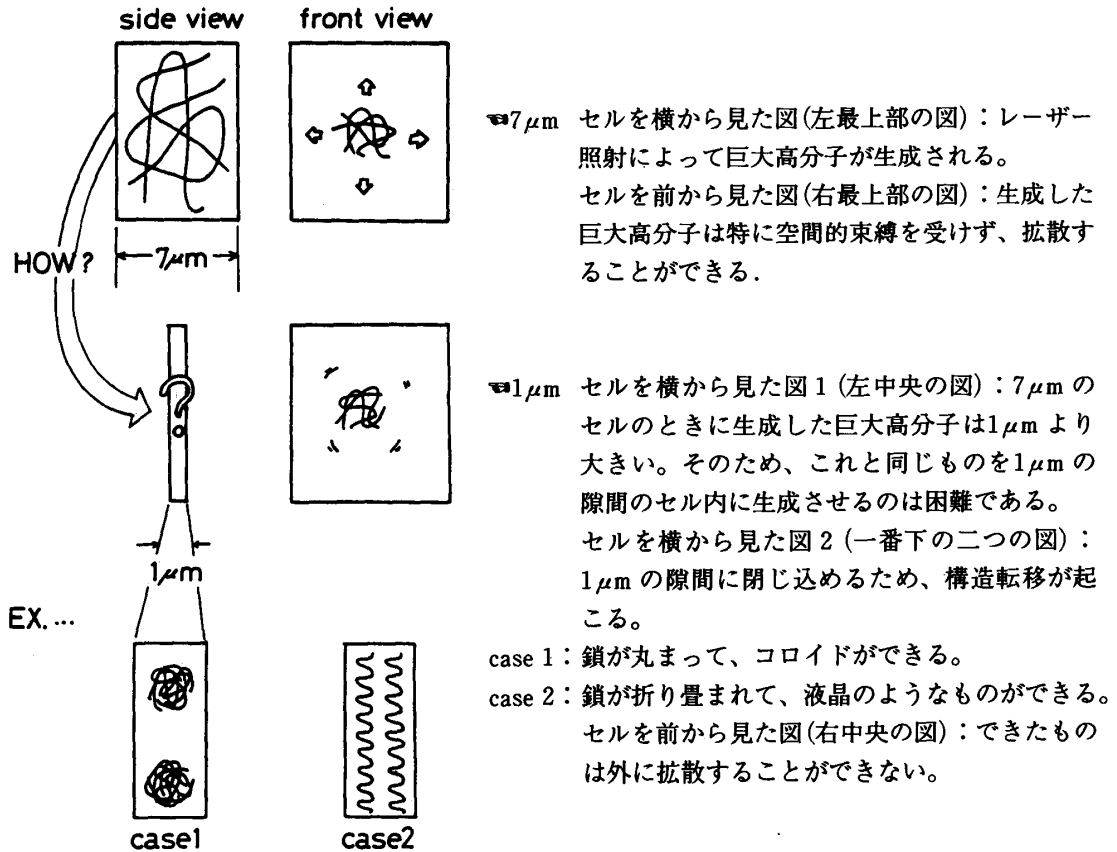 side view
front view
☜7μm セルを横から見た図(左最上部の図):レーザー
照射によって巨大高分子が生成される。
セルを前から見た図(右最上部の図):生成した
巨大高分子は特に空間的束縛を受けず、拡散す
ることができる.
HOW?
7μm
☜1μm セルを横から見た図1(左中央の図):7μmの
セルのときに生成した巨大高分子は1μmより
大きい。そのため、これと同じものを1μmの
隙間のセル内に生成させるのは困難である。
セルを横から見た図2(一番下の二つの図):
1μmの隙間に閉じ込めるため、構造転移が起
こる。
?
1μm
EX. ...
case 1:鎖が丸まって、コロイドができる。
case 2:鎖が折り畳まれて、液晶のようなものができる。
セルを前から見た図(右中央の図):できたもの
は外に拡散することができない。
case1
case2